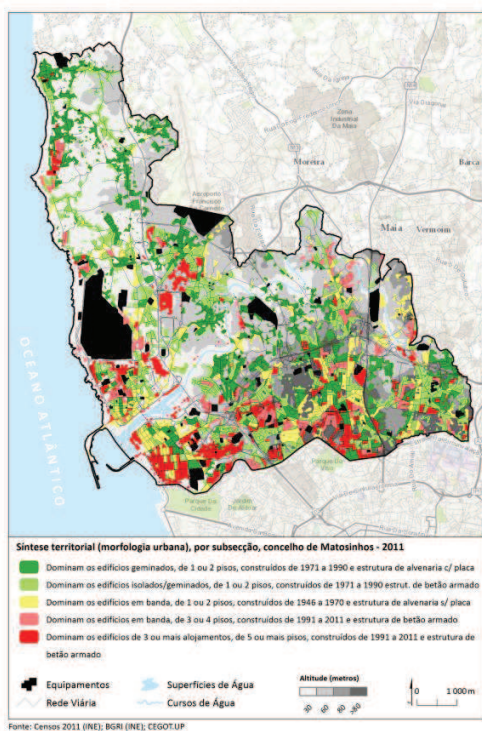 Zona
Industrial
Da Maia
Moreira
Barca
Aeroporto
Francisco
Maia
Vermoim
OCEANO ATLÂNTICO
Parque Da
Cidade
Síntese territorial (morfologia urbana), por subsecção, concelho de Matosinhos - 2011
Dominam os edifícios geminados, de 1 ou 2 pisos, construídos de 1971 a 1990 e estrutura de alvenaria c/ placa
Dominam os edifícios isolados/geminados, de 1 ou 2 pisos, construídos de 1971 a 1990 estrut. de betão armado
Dominam os edifícios em banda, de 1 ou 2 pisos, construídos de 1946 a 1970 e estrutura de alvenaria s/ placa
Dominam os edifícios em banda, de 3 ou 4 pisos, construídos de 1991 a 2011 e estrutura de betão armado
Dominam os edifícios de 3 ou mais alojamentos, de 5 ou mais pisos, construídos de 1991 a 2011 e estrutura de
betão armado
Equipamentos
Superfícies de Água
Altitude (metros)
Rede Viária
Cursos de Água
30 60 80 >80
0 1 000 m
Fonte: Censos 2011 (INE); BGRI (INE); CEGOT.UP